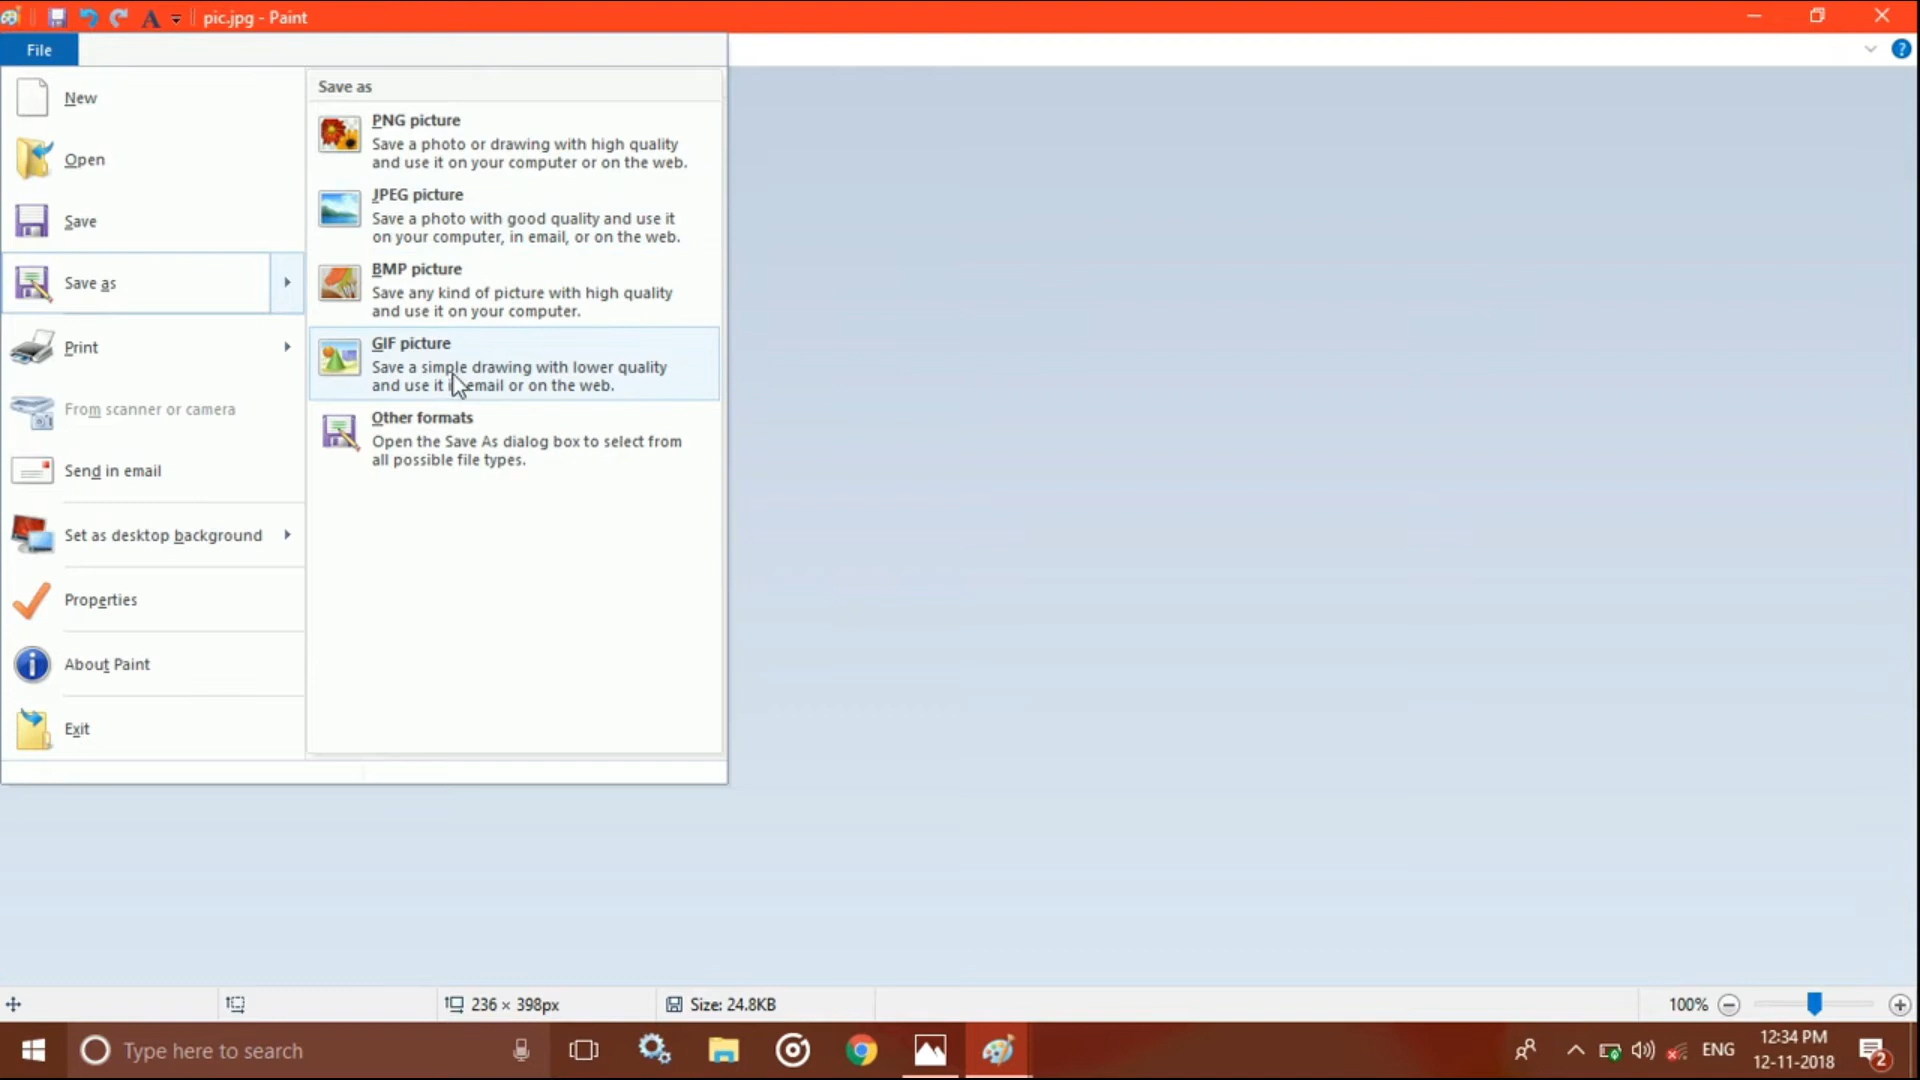 pic.jpg - Paint
File
New
Open
Save
Save as
Print
From scanner or camera
Send in email
Set as desktop background
Properties
About Paint
Exit
Save as
PNG picture
Save a photo or drawing with high quality
and use it on your computer or on the web.
JPEG picture
Save a photo with good quality and use it
on your computer, in email, or on the web.
BMP picture
Save any kind of picture with high quality
and use it on your computer.
GIF picture
Save a simple drawing with lower quality
and use it in email or on the web.
Other formats
Open the Save As dialog box to select from
all possible file types.
236 × 398px
Size: 24.8KB
100%
Type here to search
ENG
12:34 PM
12-11-2018
2